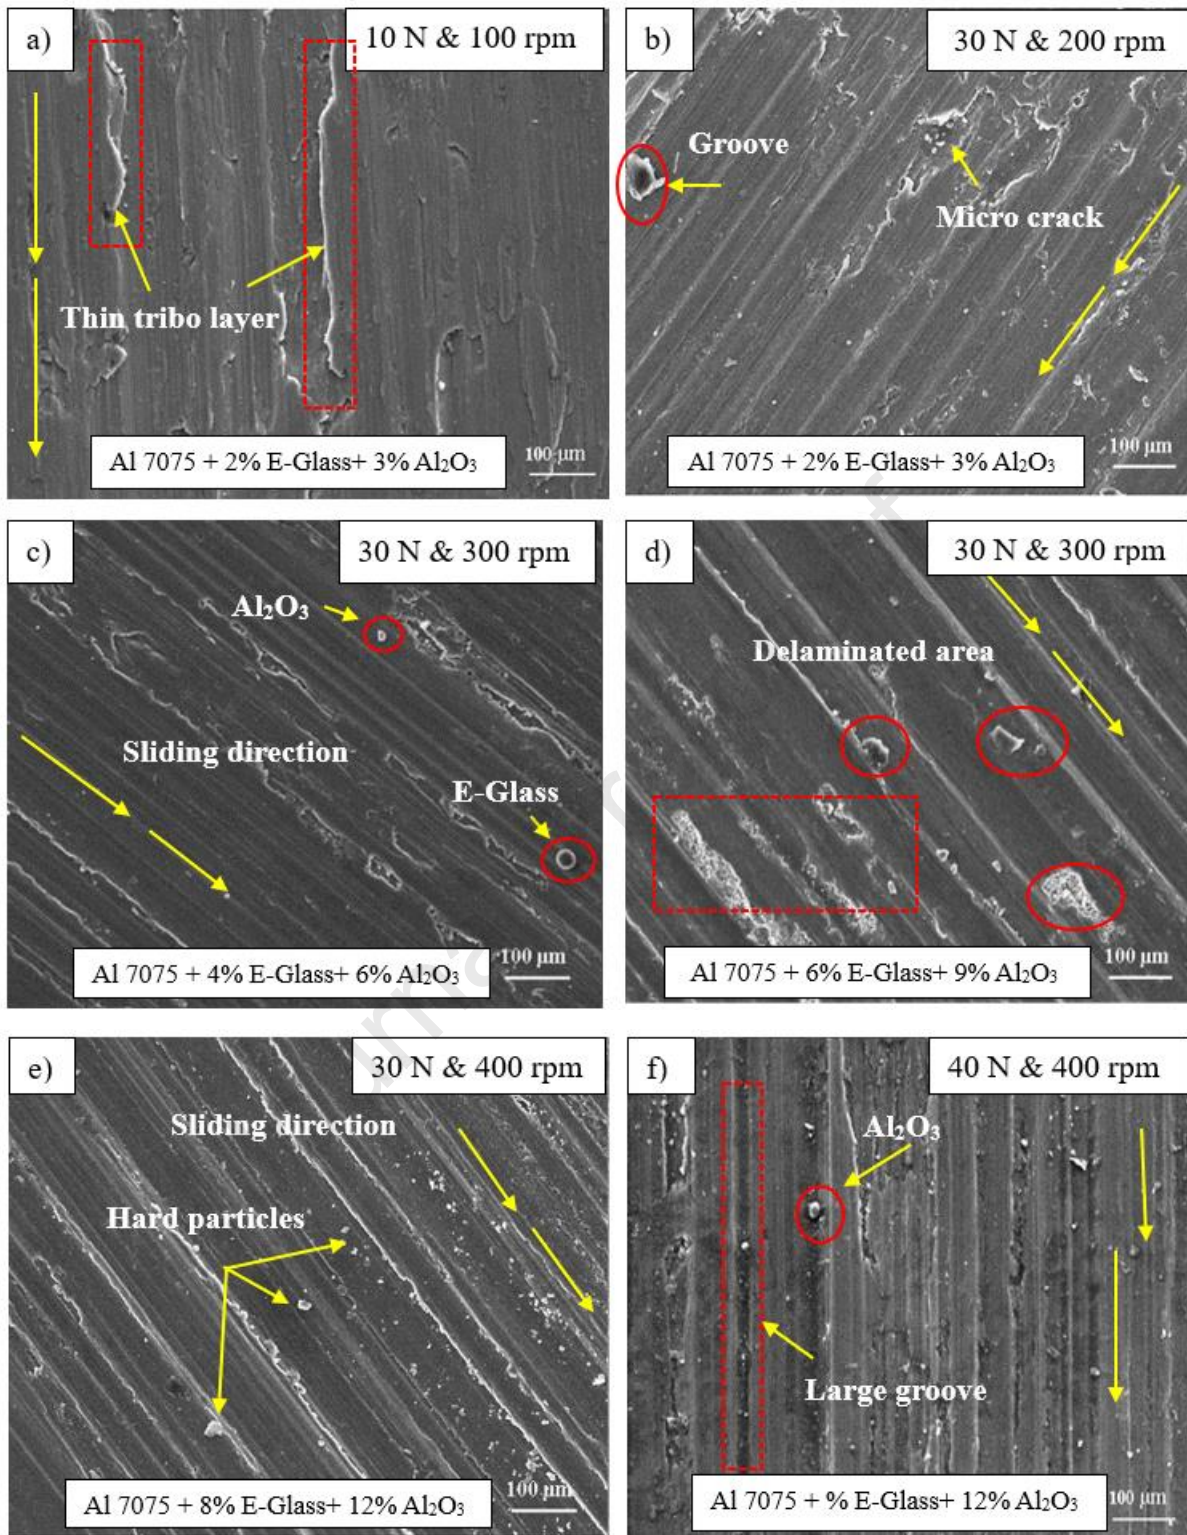 a)
10 N & 100 rpm
Thin tribo layer
Al 7075 + 2% E-Glass+ 3% Al₂O₃
100 µm
b)
30 N & 200 rpm
Groove
Micro crack
Al 7075 + 2% E-Glass+ 3% Al₂O₃
100 µm
c)
30 N & 300 rpm
Al₂O₃
Sliding direction
E-Glass
Al 7075 + 4% E-Glass+ 6% Al₂O₃
100 µm
d)
30 N & 300 rpm
Delaminated area
Al 7075 + 6% E-Glass+ 9% Al₂O₃
100 µm
e)
30 N & 400 rpm
Sliding direction
Hard particles
Al 7075 + 8% E-Glass+ 12% Al₂O₃
100 µm
f)
40 N & 400 rpm
Al₂O₃
Large groove
Al 7075 + % E-Glass+ 12% Al₂O₃
100 µm